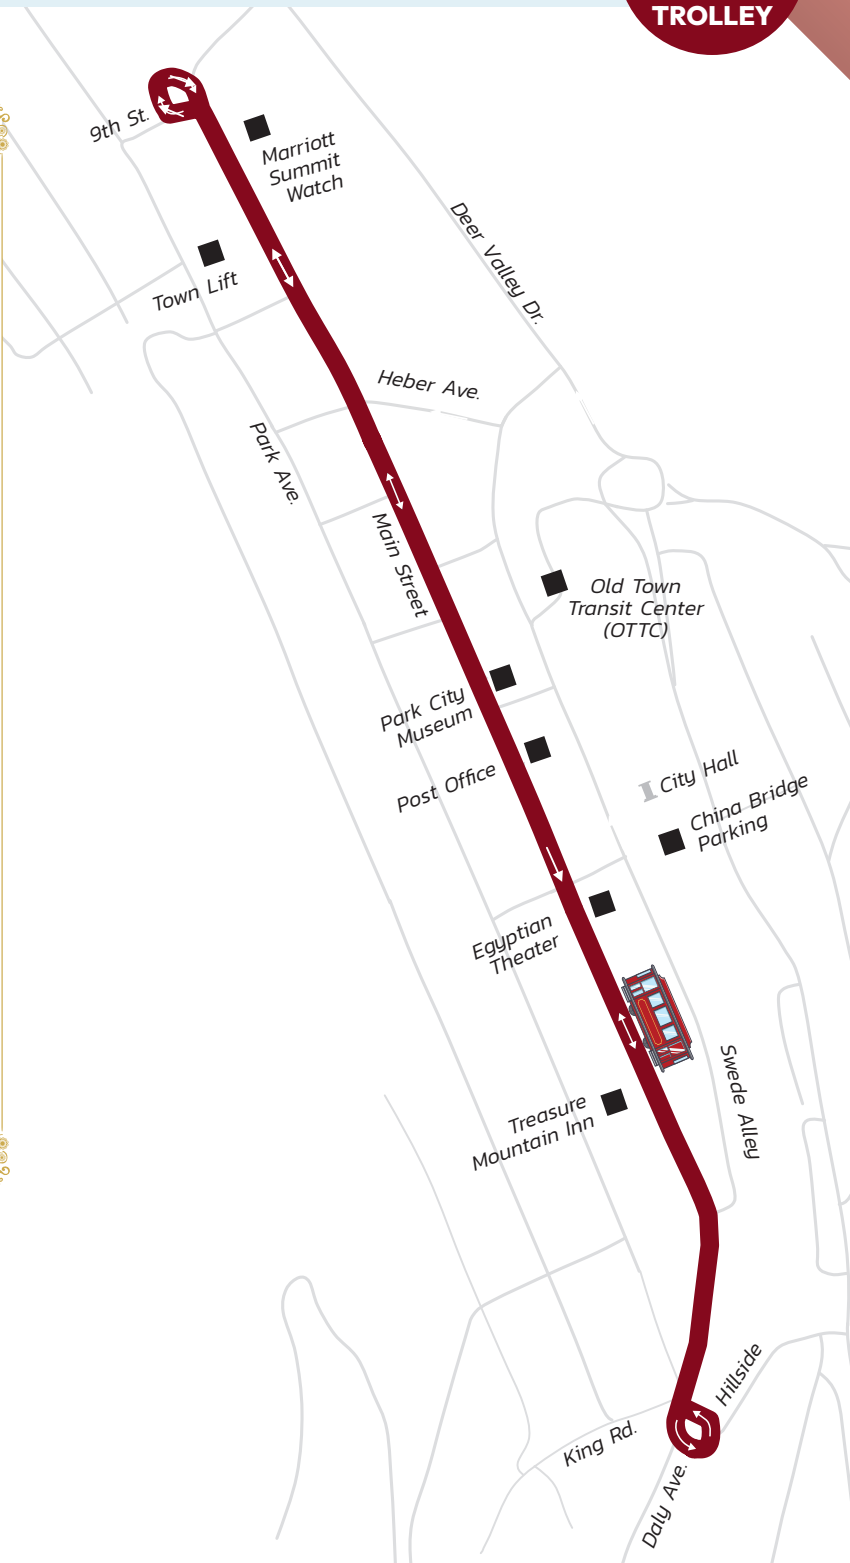 TROLLEY
9th St.
Marriott
Summit
Watch
Deer Valley Dr.
Town Lift
Heber Ave.
Park Ave.
Main Street
Old Town
Transit Center
(OTTC)
Park City
Museum
Post Office
City Hall
China Bridge
Parking
Egyptian
Theater
Swede Alley
Treasure
Mountain Inn
Hillside
King Rd.
Daly Ave.